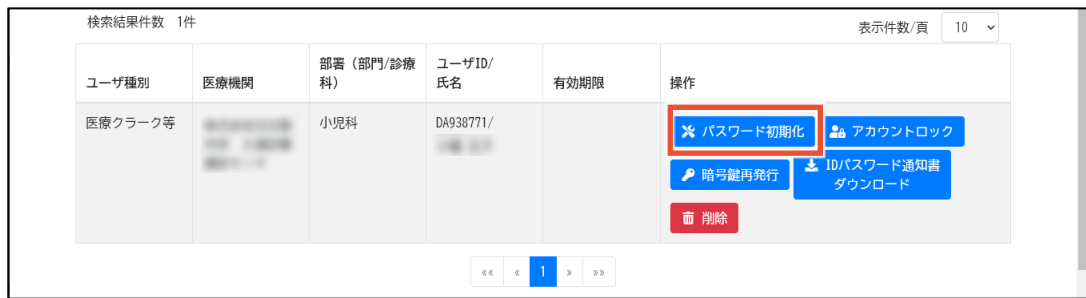 検索結果件数 1件
表示件数/頁 10
ユーザ種別 医療機関 部署（部門/診療科） ユーザID/氏名 有効期限 操作
医療クラーク等 小児科 DA938771/
パスワード初期化 アカウントロック
暗号鍵再発行 IDパスワード通知書ダウンロード
削除
«« « 1 » »»